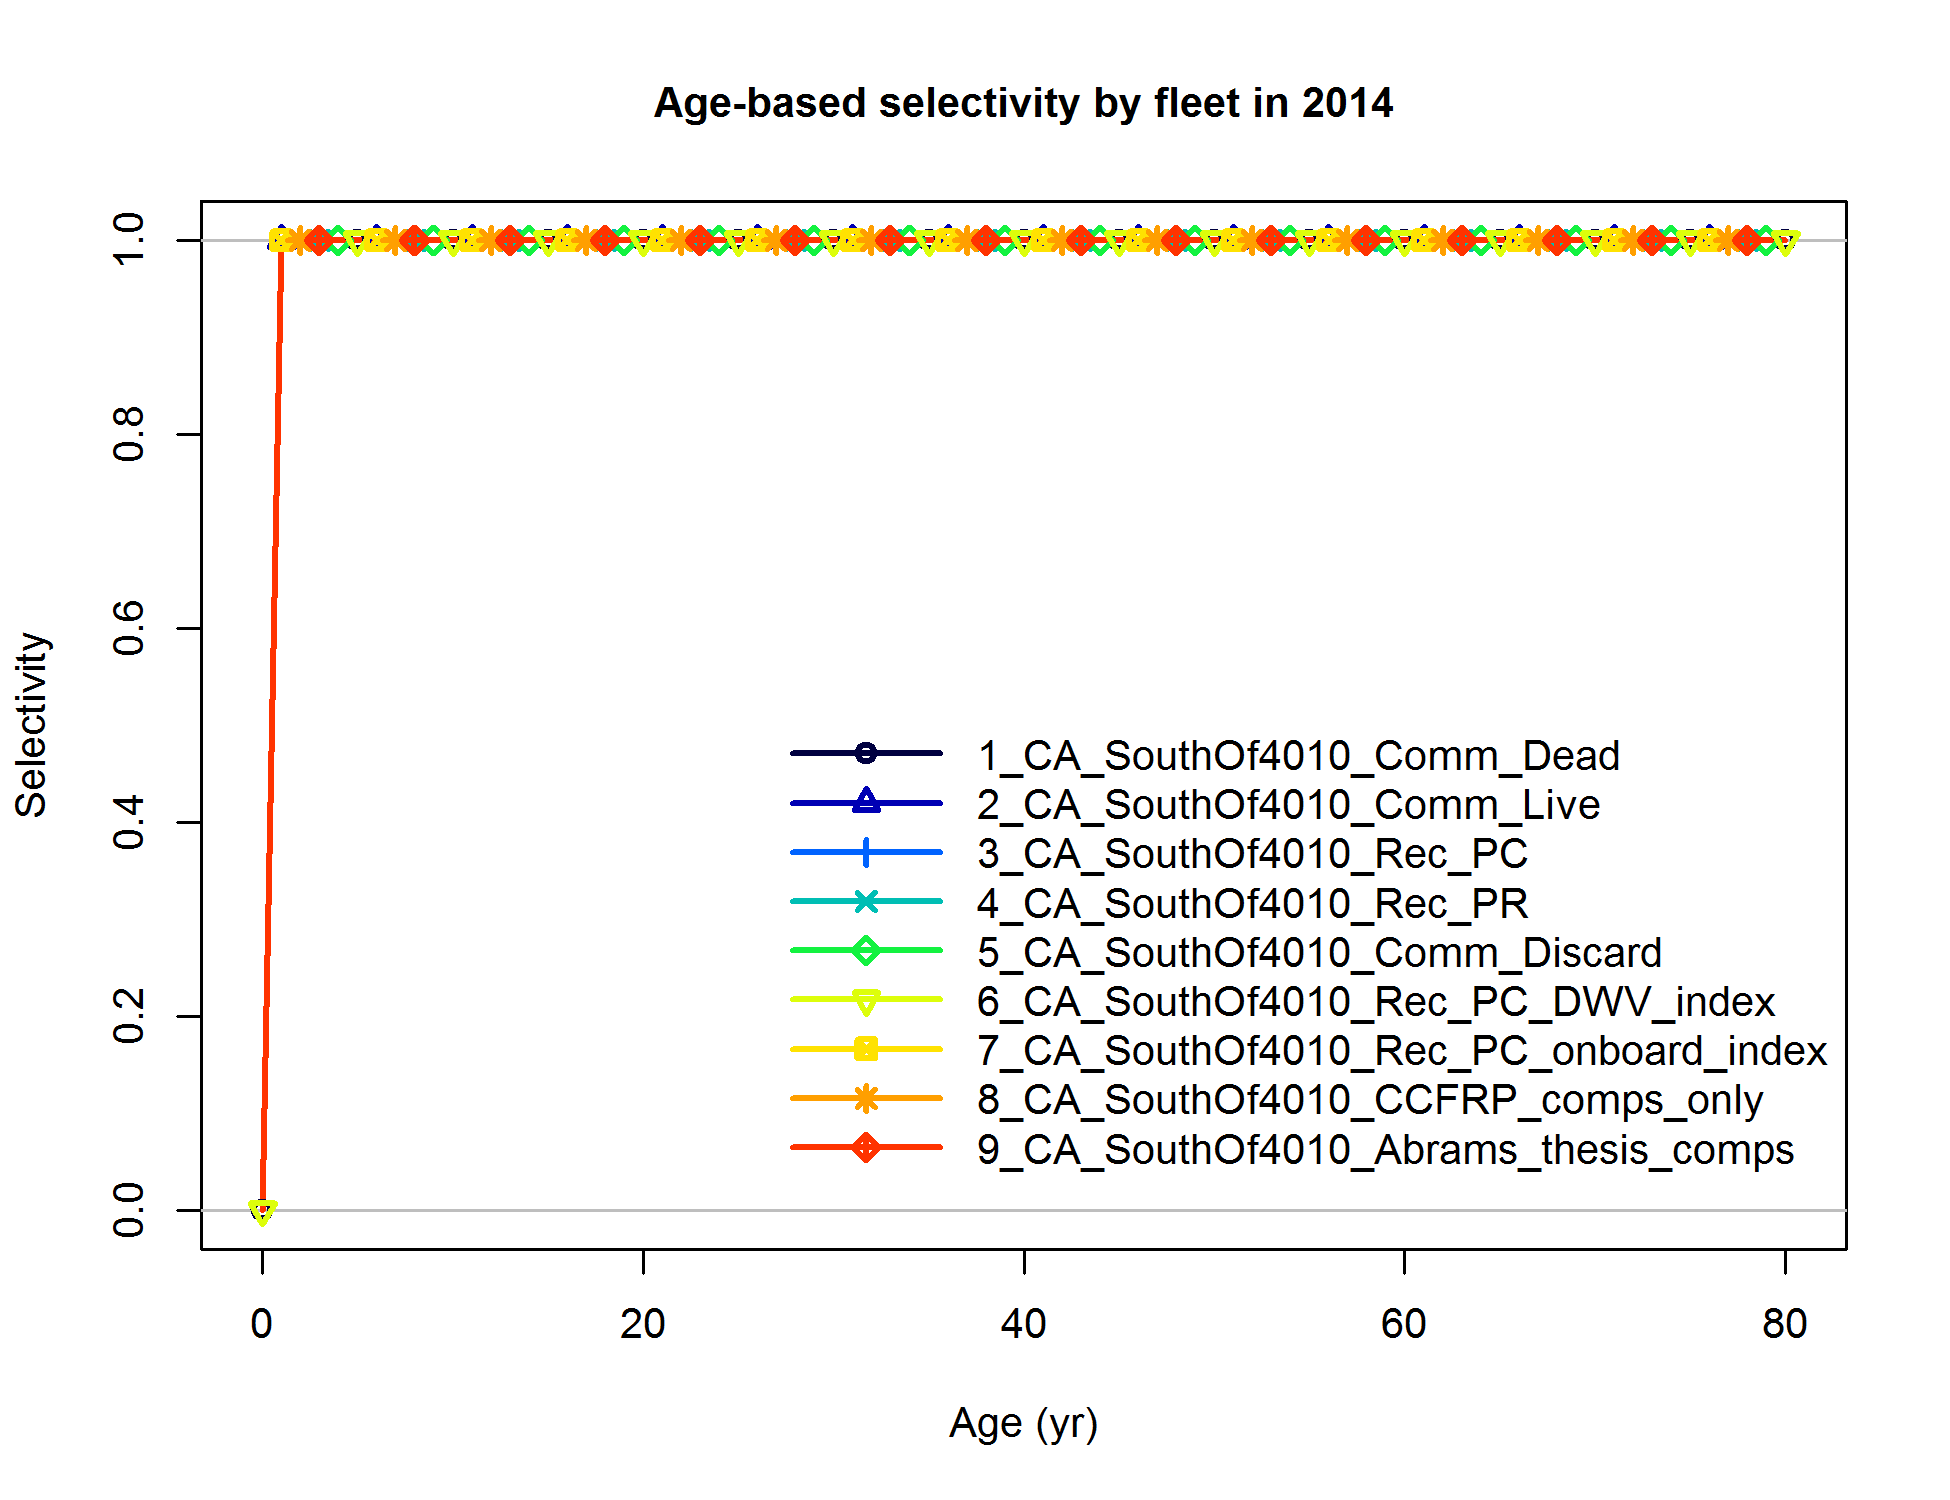 Age-based selectivity by fleet in 2014
1.0
0.8
0.6
0.4
0.2
0.0
Selectivity
1_CA_SouthOf4010_Comm_Dead
2_CA_SouthOf4010_Comm_Live
3_CA_SouthOf4010_Rec_PC
4_CA_SouthOf4010_Rec_PR
5_CA_SouthOf4010_Comm_Discard
6_CA_SouthOf4010_Rec_PC_DWV_index
7_CA_SouthOf4010_Rec_PC_onboard_index
8_CA_SouthOf4010_CCFRP_comps_only
9_CA_SouthOf4010_Abrams_thesis_comps
0 20 40 60 80
Age (yr)